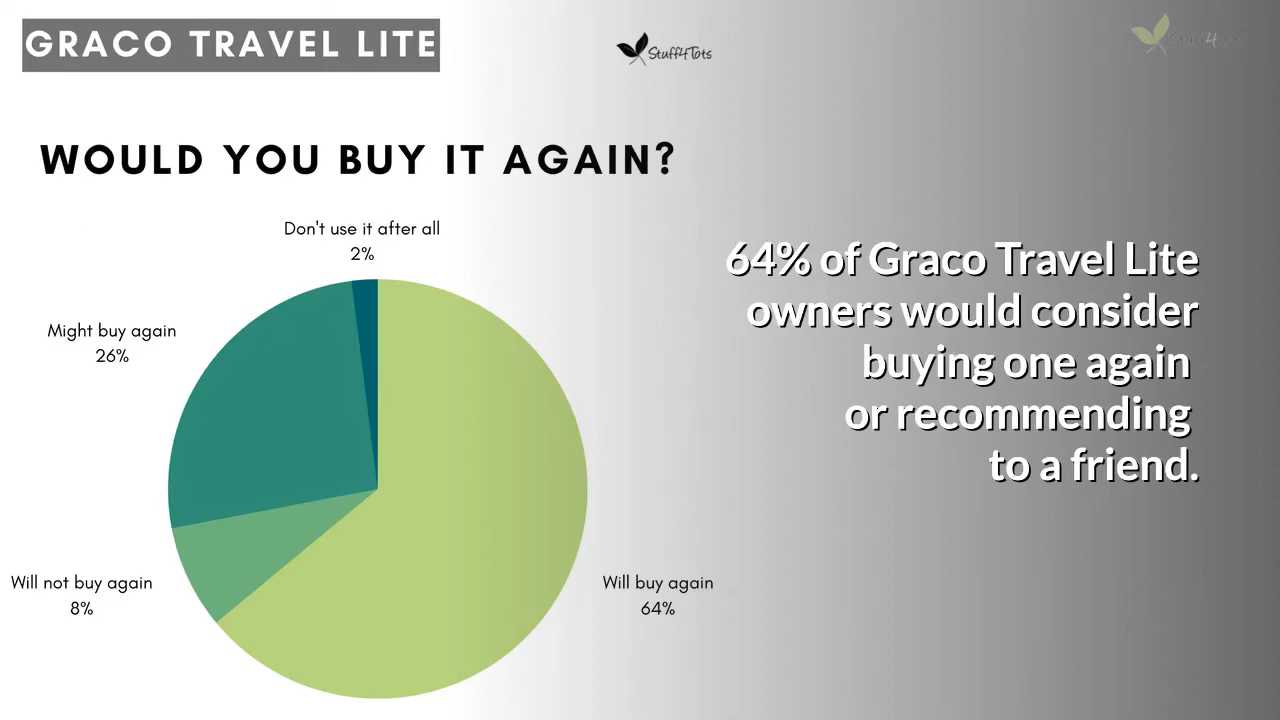 GRACO TRAVEL LITE
Stuff4Tots
Stuff4Tots
WOULD YOU BUY IT AGAIN?
Don't use it after all
2%
Might buy again
26%
Will not buy again
8%
Will buy again
64%
64% of Graco Travel Lite
owners would consider
buying one again
or recommending
to a friend.